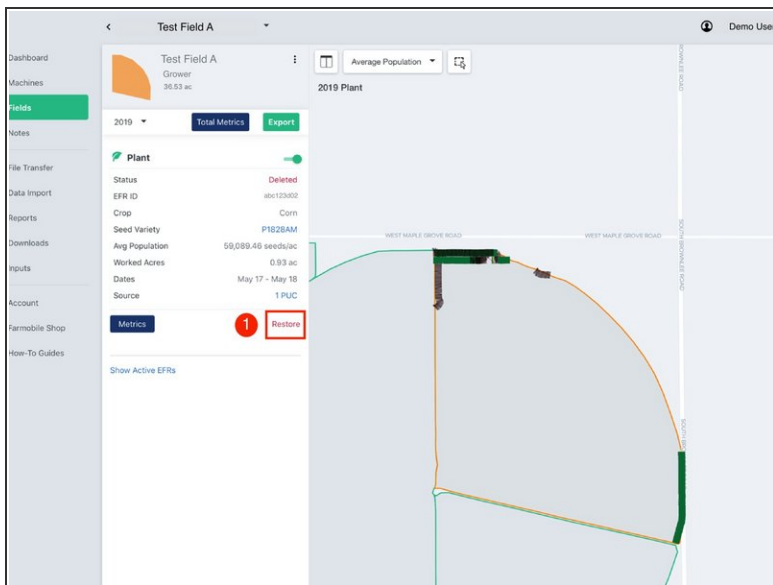 Test Field A
Demo User
Dashboard
Machines
Fields
Notes
File Transfer
Data Import
Reports
Downloads
Inputs
Account
Farmobile Shop
How-To Guides
Test Field A
Grower
36.53 ac
2019
Total Metrics
Export
Plant
Status Deleted
EFR ID abc123d02
Crop Corn
Seed Variety P1828AM
Avg Population 59,089.46 seeds/ac
Worked Acres 0.93 ac
Dates May 17 - May 18
Source 1 PUC
Metrics
1
Restore
Show Active EFRs
Average Population
2019 Plant
WEST MAPLE GROVE ROAD
WEST MAPLE GROVE ROAD
SOUTH BROWNLEE ROAD